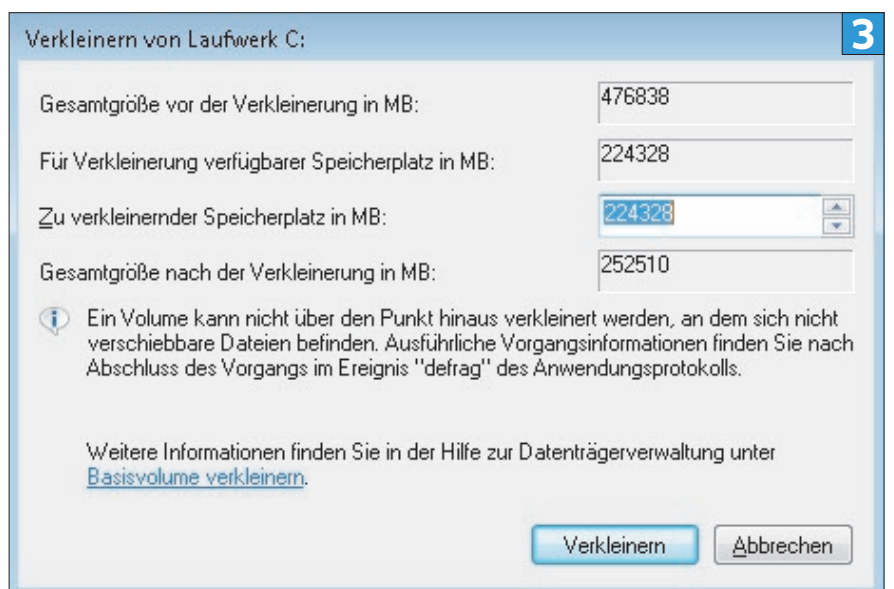 Verkleinern von Laufwerk C:
3
Gesamtgröße vor der Verkleinerung in MB: 476838
Für Verkleinerung verfügbarer Speicherplatz in MB: 224328
Zu verkleinernder Speicherplatz in MB: 224328
Gesamtgröße nach der Verkleinerung in MB: 252510
Ein Volume kann nicht über den Punkt hinaus verkleinert werden, an dem sich nicht
verschiebbare Dateien befinden. Ausführliche Vorgangsinformationen finden Sie nach
Abschluss des Vorgangs im Ereignis "defrag" des Anwendungsprotokolls.
Weitere Informationen finden Sie in der Hilfe zur Datenträgerverwaltung unter
Basisvolume verkleinern.
Verkleinern Abbrechen